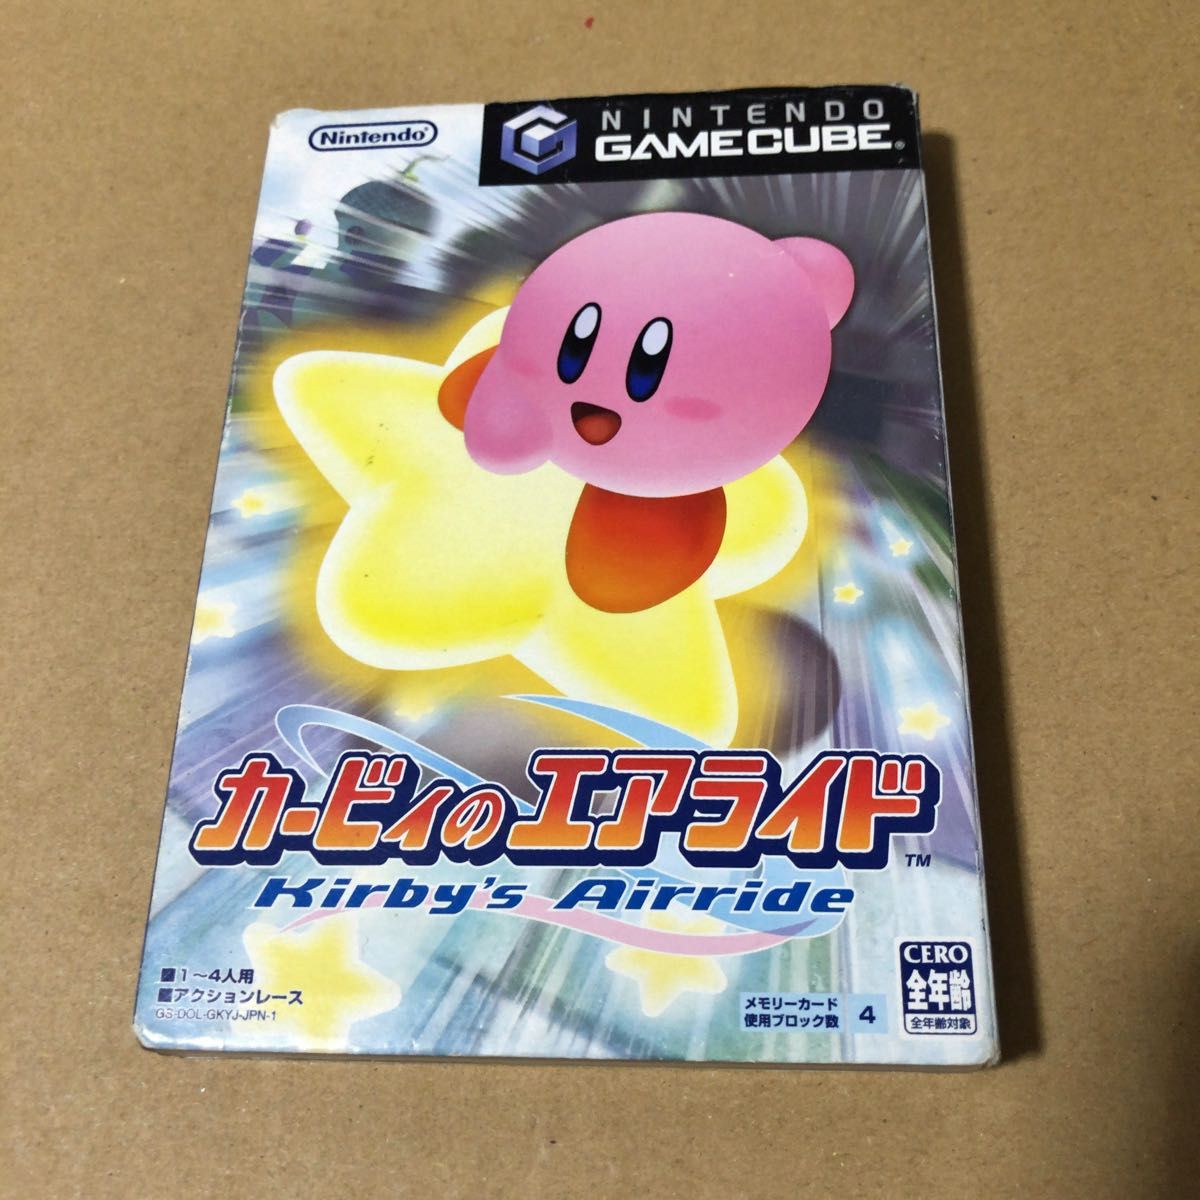 Nintendo
NINTENDO
GAMECUBE®
カービィのエアライド™
Kirby's Airride
1～4人用
アクションレース
GS-DOL-GKYJ-JPN-1
メモリーカード
使用ブロック数 4
CERO
全年齢
全年齢対象